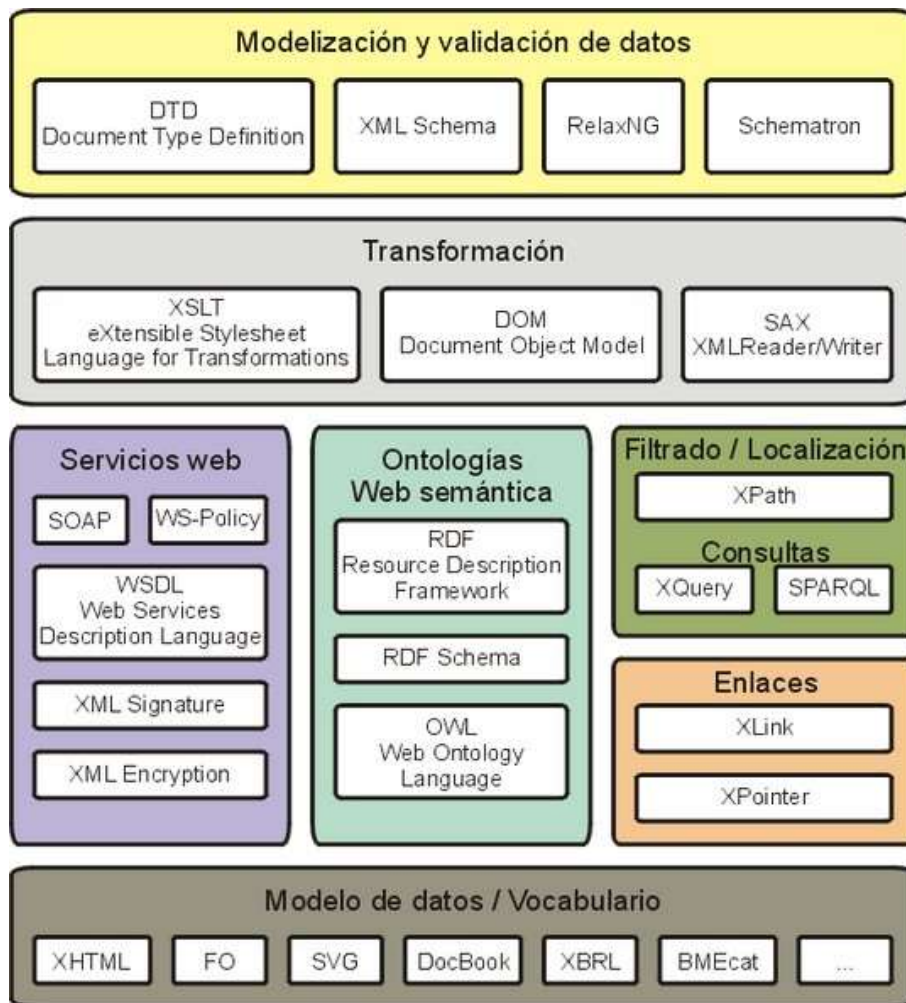 Modelización y validación de datos
DTD
Document Type Definition
XML Schema
RelaxNG
Schematron
Transformación
XSLT
eXtensible Stylesheet
Language for Transformations
DOM
Document Object Model
SAX
XMLReader/Writer
Servicios web
SOAP
WS-Policy
WSDL
Web Services
Description Language
XML Signature
XML Encryption
Ontologías
Web semántica
RDF
Resource Description
Framework
RDF Schema
OWL
Web Ontology
Language
Filtrado / Localización
XPath
Consultas
XQuery
SPARQL
Enlaces
XLink
XPointer
Modelo de datos / Vocabulario
XHTML
FO
SVG
DocBook
XBRL
BMEcat
...